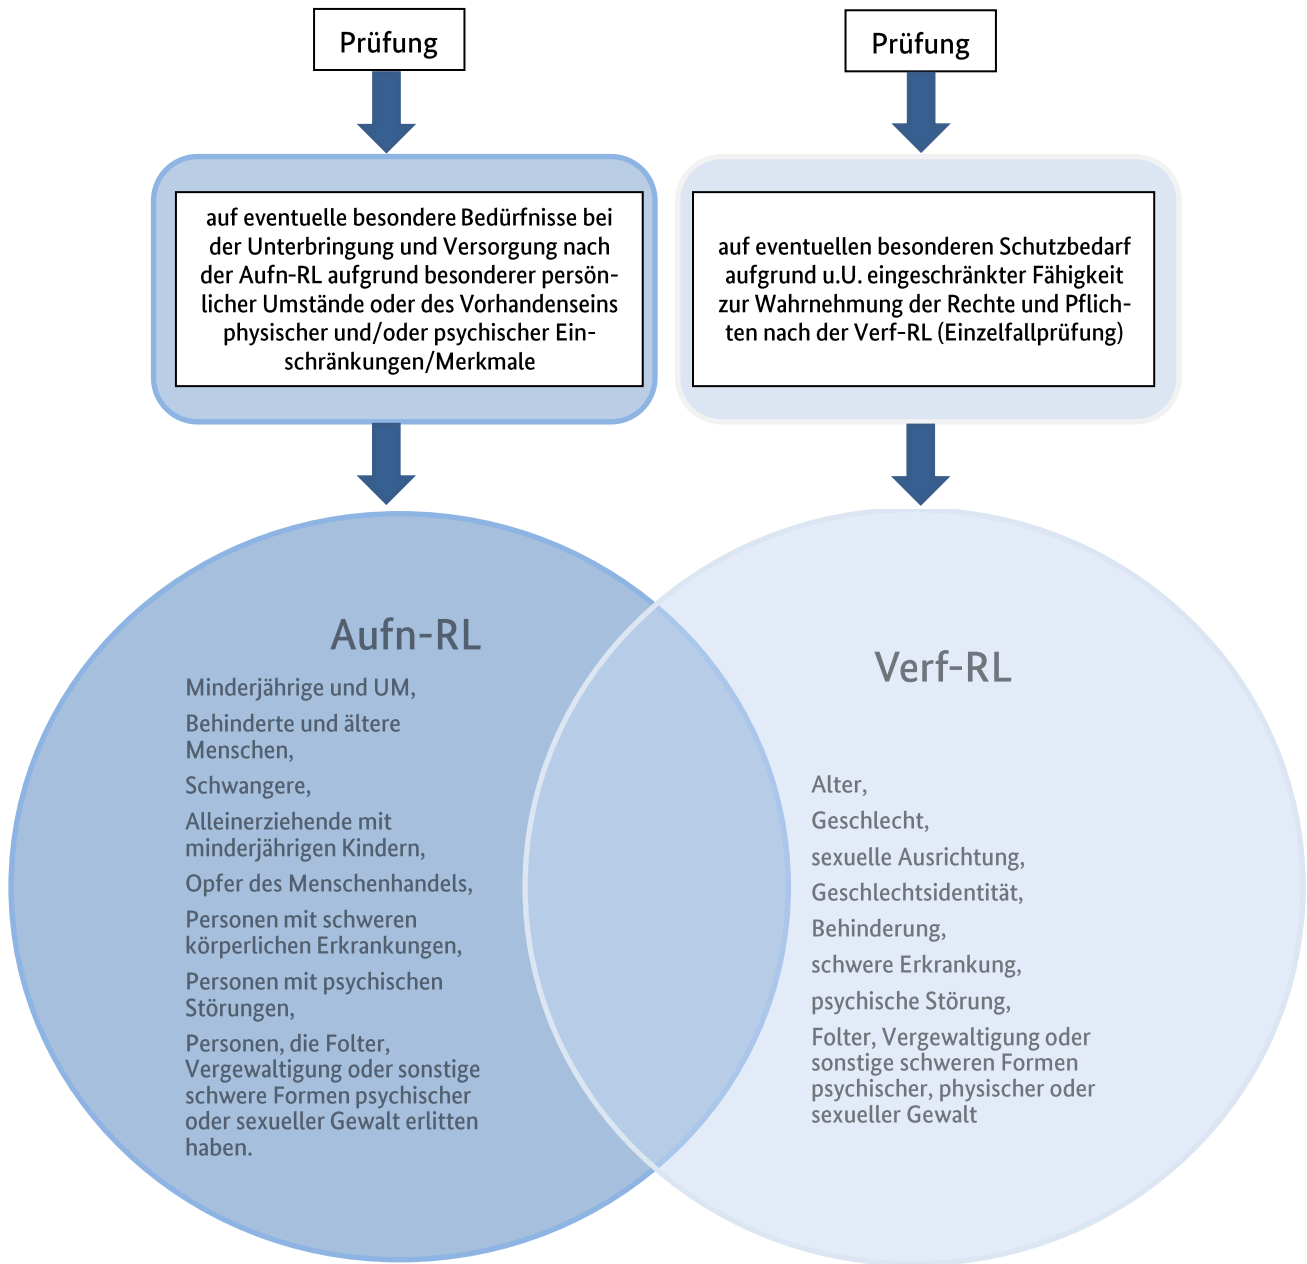 Prüfung
auf eventuelle besondere Bedürfnisse bei
der Unterbringung und Versorgung nach
der Aufn-RL aufgrund besonderer persön-
licher Umstände oder des Vorhandenseins
physischer und/oder psychischer Ein-
schränkungen/Merkmale
Aufn-RL
Minderjährige und UM,
Behinderte und ältere
Menschen,
Schwangere,
Alleinerziehende mit
minderjährigen Kindern,
Opfer des Menschenhandels,
Personen mit schweren
körperlichen Erkrankungen,
Personen mit psychischen
Störungen,
Personen, die Folter,
Vergewaltigung oder sonstige
schwere Formen psychischer
oder sexueller Gewalt erlitten
haben.
Prüfung
auf eventuellen besonderen Schutzbedarf
aufgrund u.U. eingeschränkter Fähigkeit
zur Wahrnehmung der Rechte und Pflich-
ten nach der Verf-RL (Einzelfallprüfung)
Verf-RL
Alter,
Geschlecht,
sexuelle Ausrichtung,
Geschlechtsidentität,
Behinderung,
schwere Erkrankung,
psychische Störung,
Folter, Vergewaltigung oder
sonstige schweren Formen
psychischer, physischer oder
sexueller Gewalt